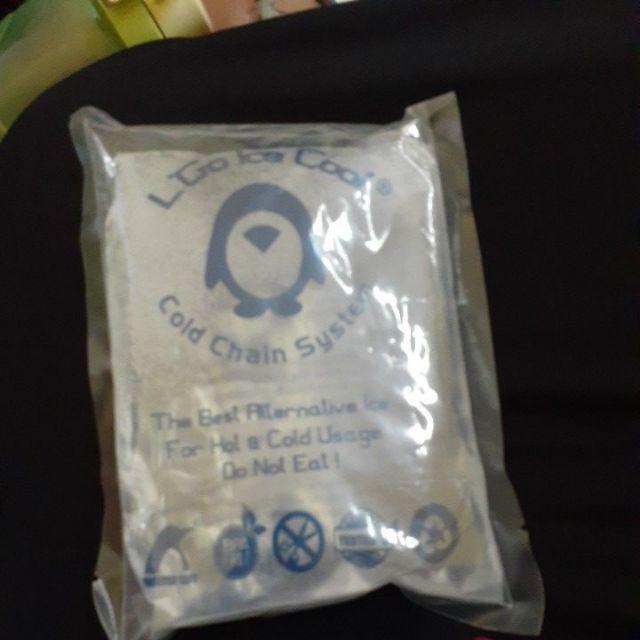 L Go Ice Cool®
Cold Chain System
The Best Alternative Ice
For Hot & Cold Usage
Do Not Eat !